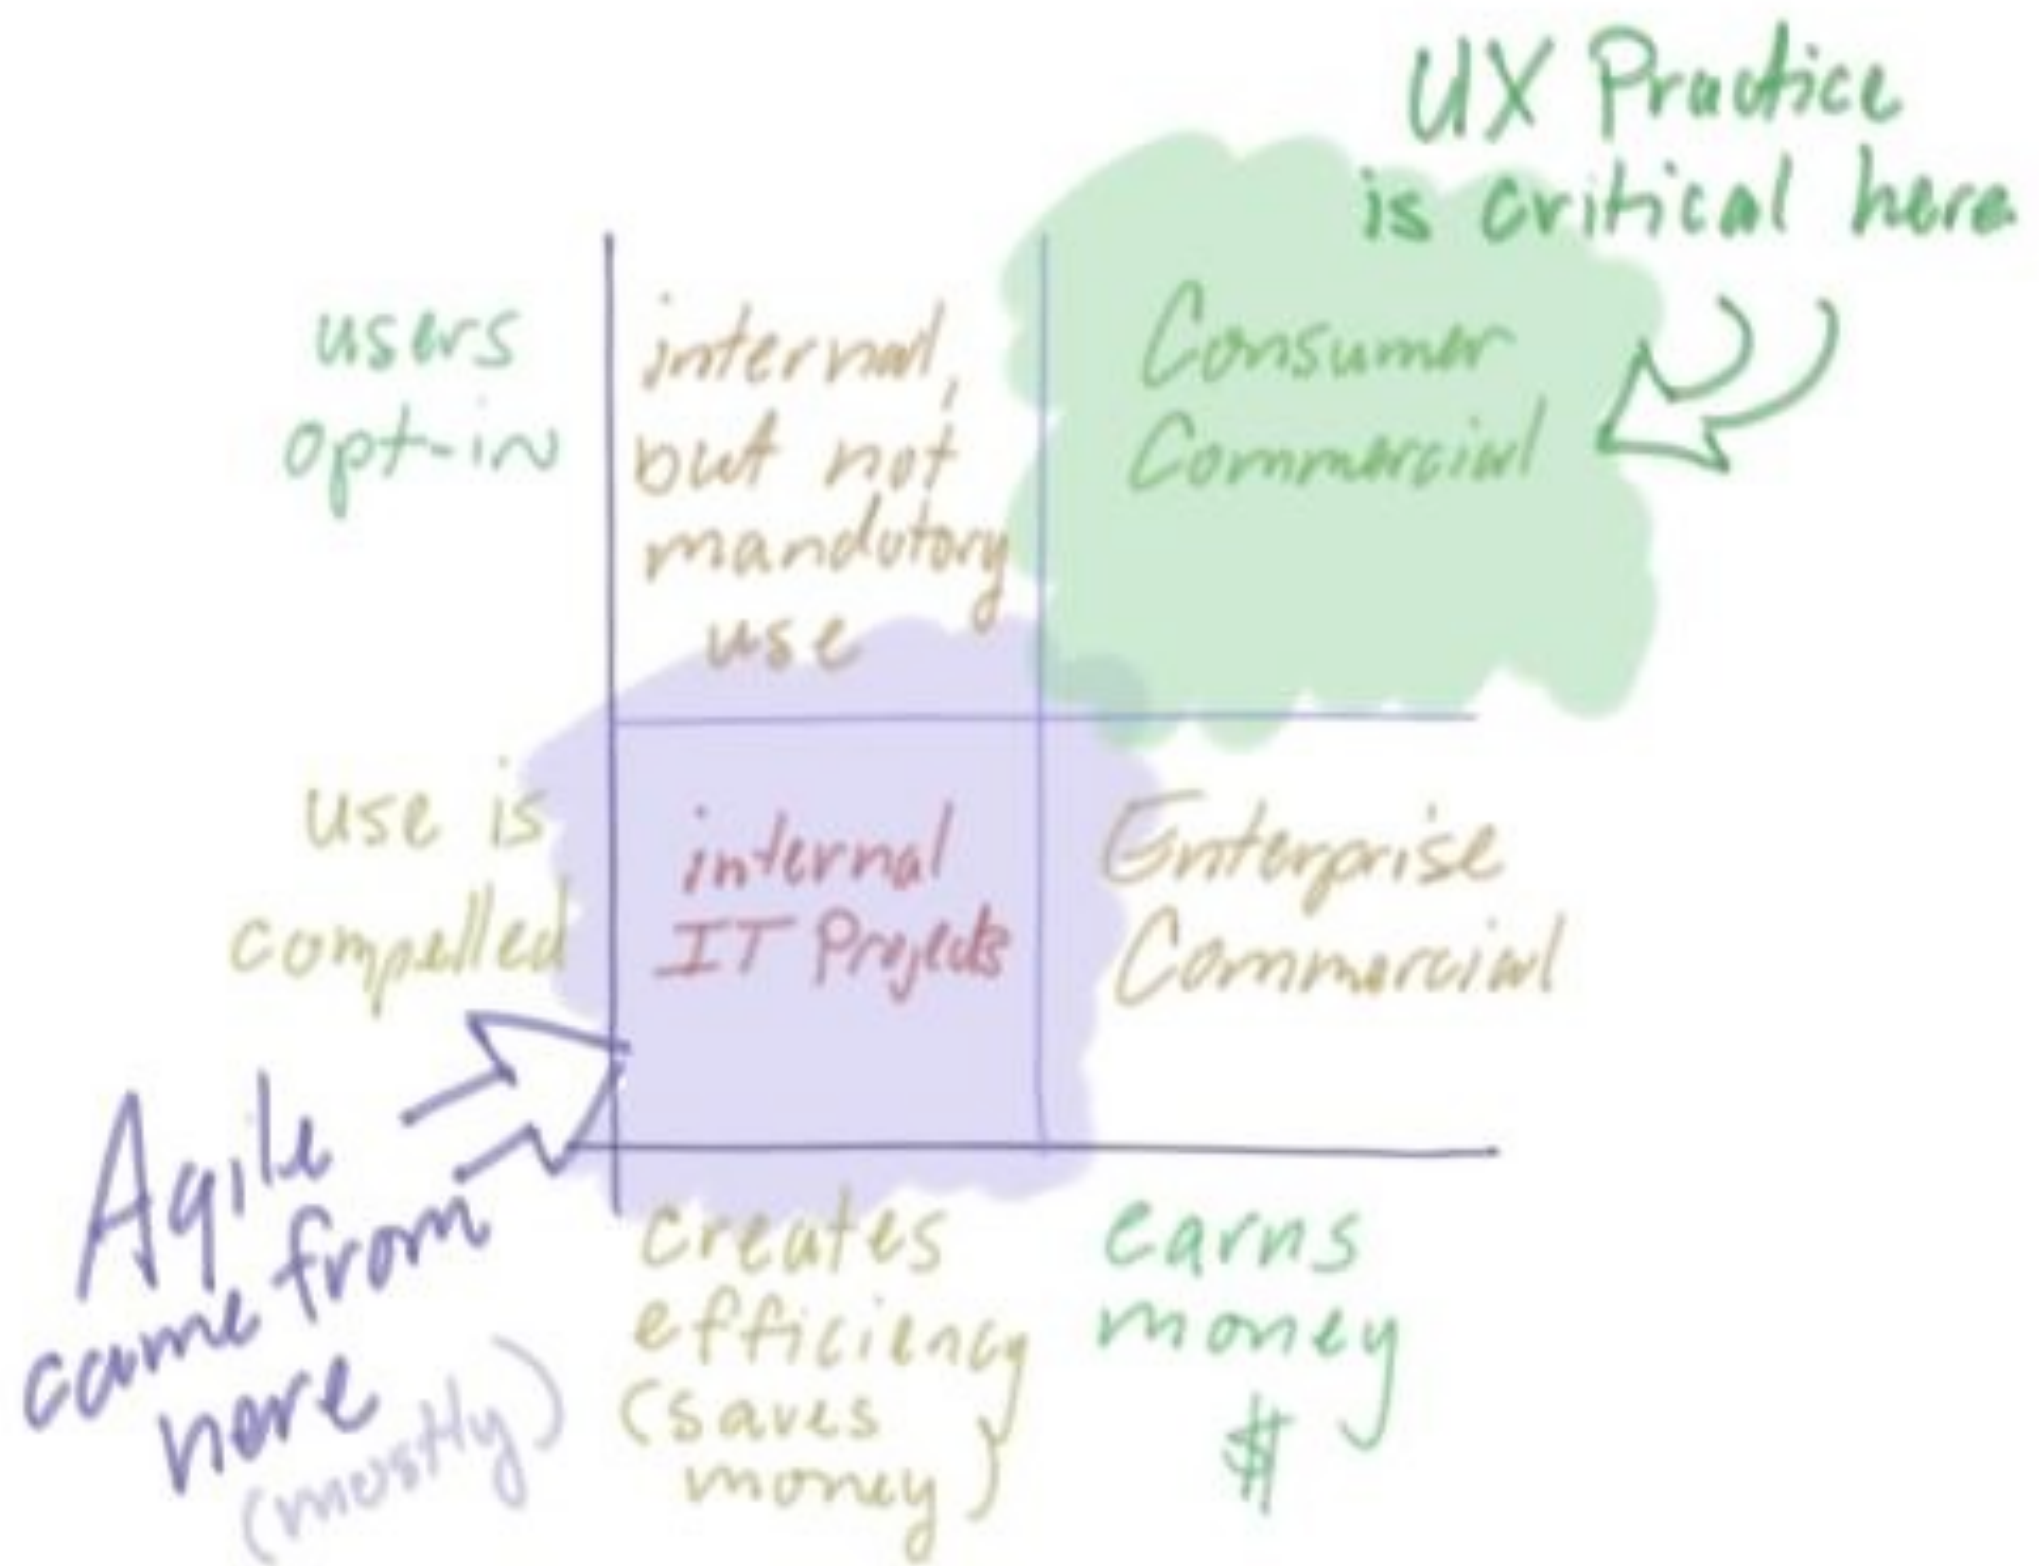 UX Practice
is critical here
users
opt-in
internal,
but not
mandatory
use
Consumer
Commercial
use is
compelled
internal
IT Projects
Enterprise
Commercial
Agile
came from
here
(mostly)
creates
efficiency
(saves
money)
earns
money
$